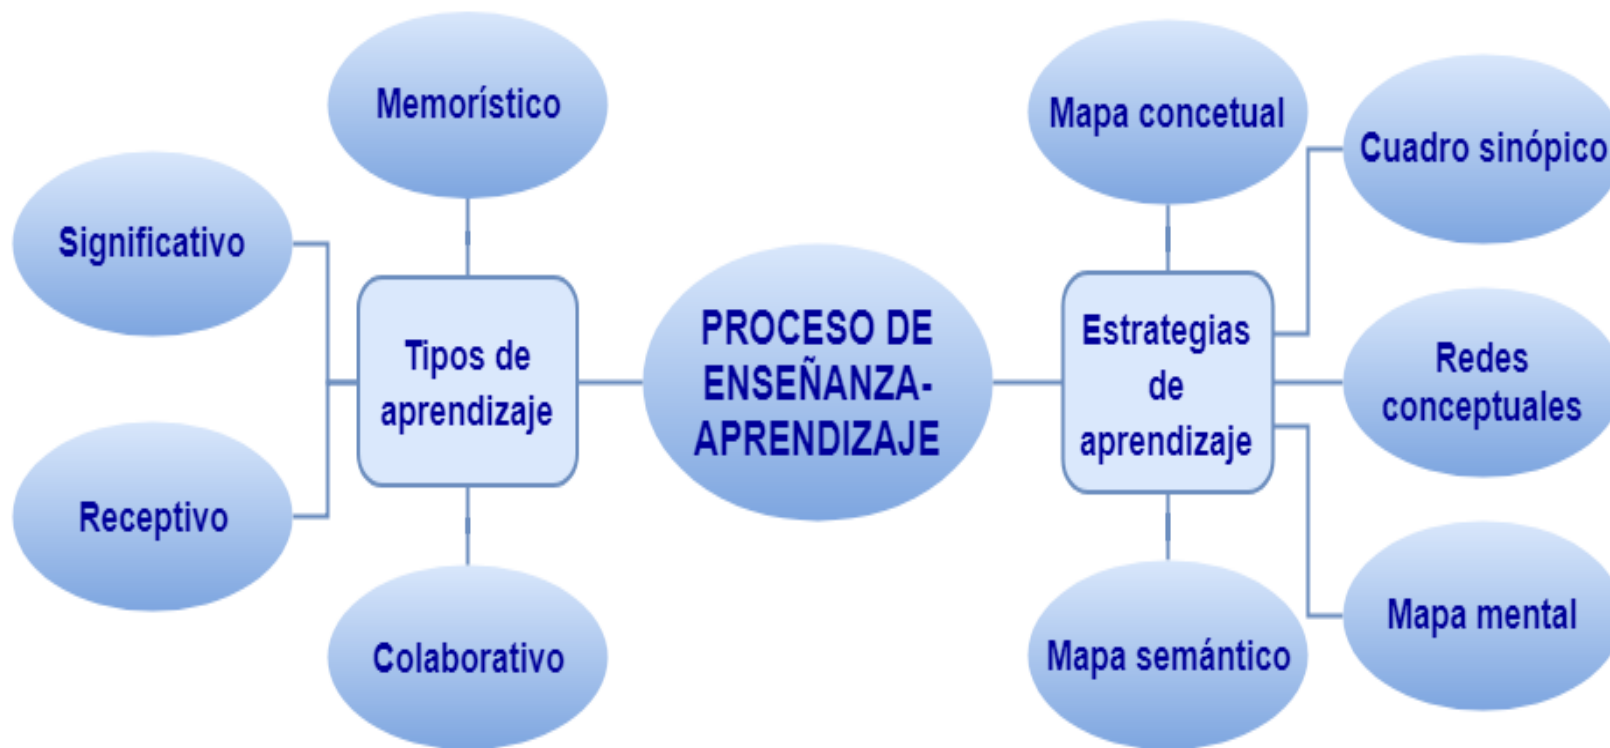 Memorístico
Significativo
Receptivo
Colaborativo
Tipos de
aprendizaje
PROCESO DE
ENSEÑANZA-
APRENDIZAJE
Estrategias
de
aprendizaje
Mapa concetual
Cuadro sinópico
Redes
conceptuales
Mapa mental
Mapa semántico